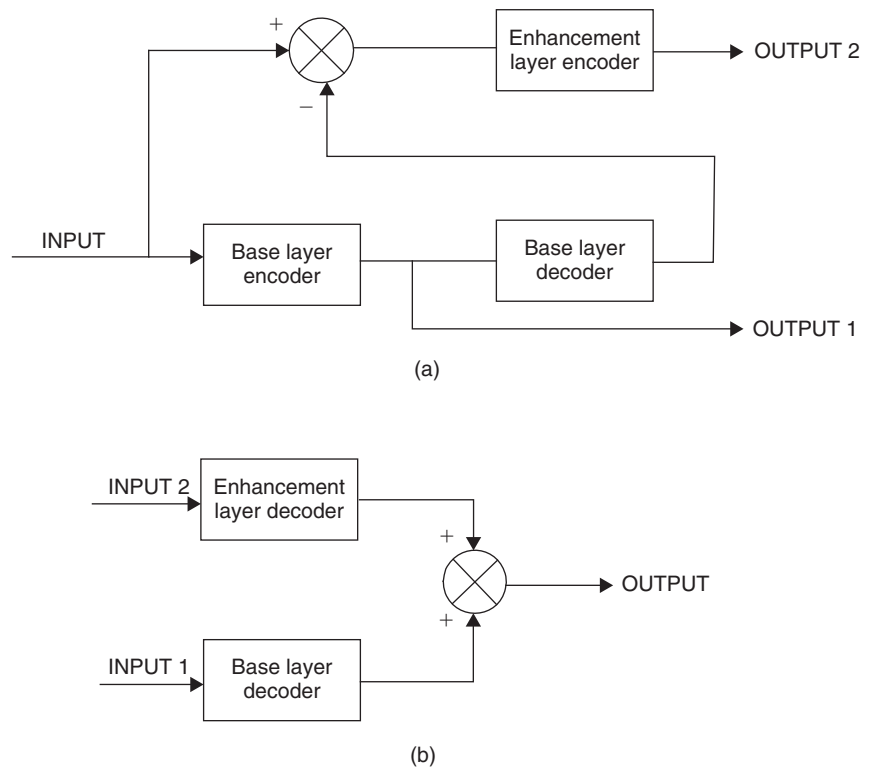 +
Enhancement
layer encoder
OUTPUT 2
−
INPUT
Base layer
encoder
Base layer
decoder
OUTPUT 1
(a)
INPUT 2
Enhancement
layer decoder
+
OUTPUT
+
INPUT 1
Base layer
decoder
(b)